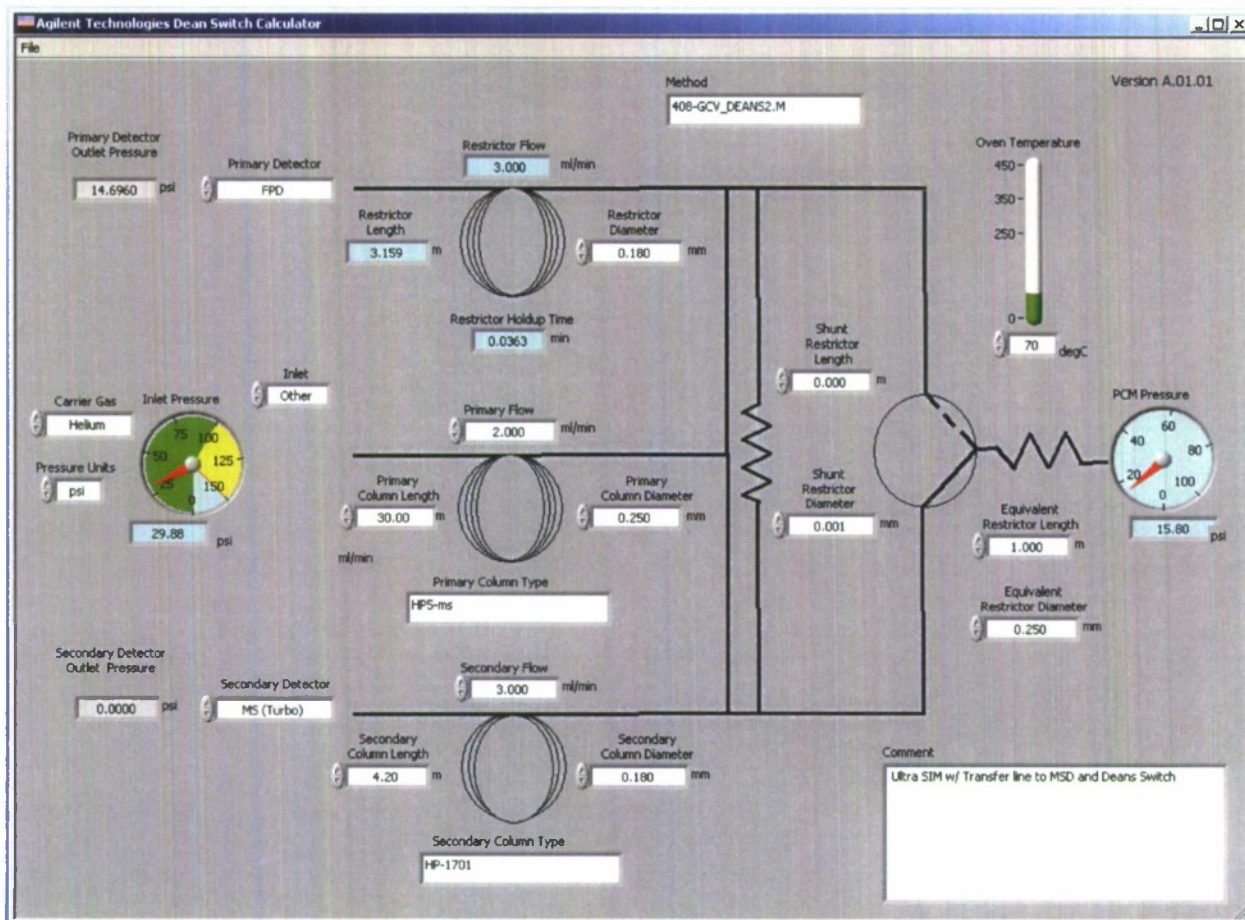 Agilent Technologies Dean Switch Calculator
File
Method
408-GCV_DEANS2.M
Version A.01.01
Primary Detector
Outlet Pressure
14.6960 psi
Primary Detector
FPD
Restrictor Flow
3.000 ml/min
Restrictor
Length
3.159 m
Restrictor
Diameter
0.180 mm
Restrictor Holdup Time
0.0363 min
Oven Temperature
450
350
250
0
70 degC
Shunt
Restrictor
Length
0.000 m
Inlet
Other
Carrier Gas
Helium
Pressure Units
psi
Inlet Pressure
0
25
50
75
100
125
150
29.88 psi
Primary Flow
2.000 ml/min
Primary
Column Length
30.00 m
Primary
Column Diameter
0.250 mm
ml/min
Primary Column Type
HP5-ms
Shunt
Restrictor
Diameter
0.001 mm
PCM Pressure
0
20
40
60
80
100
15.80 psi
Equivalent
Restrictor Length
1.000 m
Equivalent
Restrictor Diameter
0.250 mm
Secondary Detector
Outlet Pressure
0.0000 psi
Secondary Detector
MS (Turbo)
Secondary Flow
3.000 ml/min
Secondary
Column Length
4.20 m
Secondary
Column Diameter
0.180 mm
Secondary Column Type
HP-1701
Comment
Ultra SIM w/ Transfer line to MSD and Deans Switch